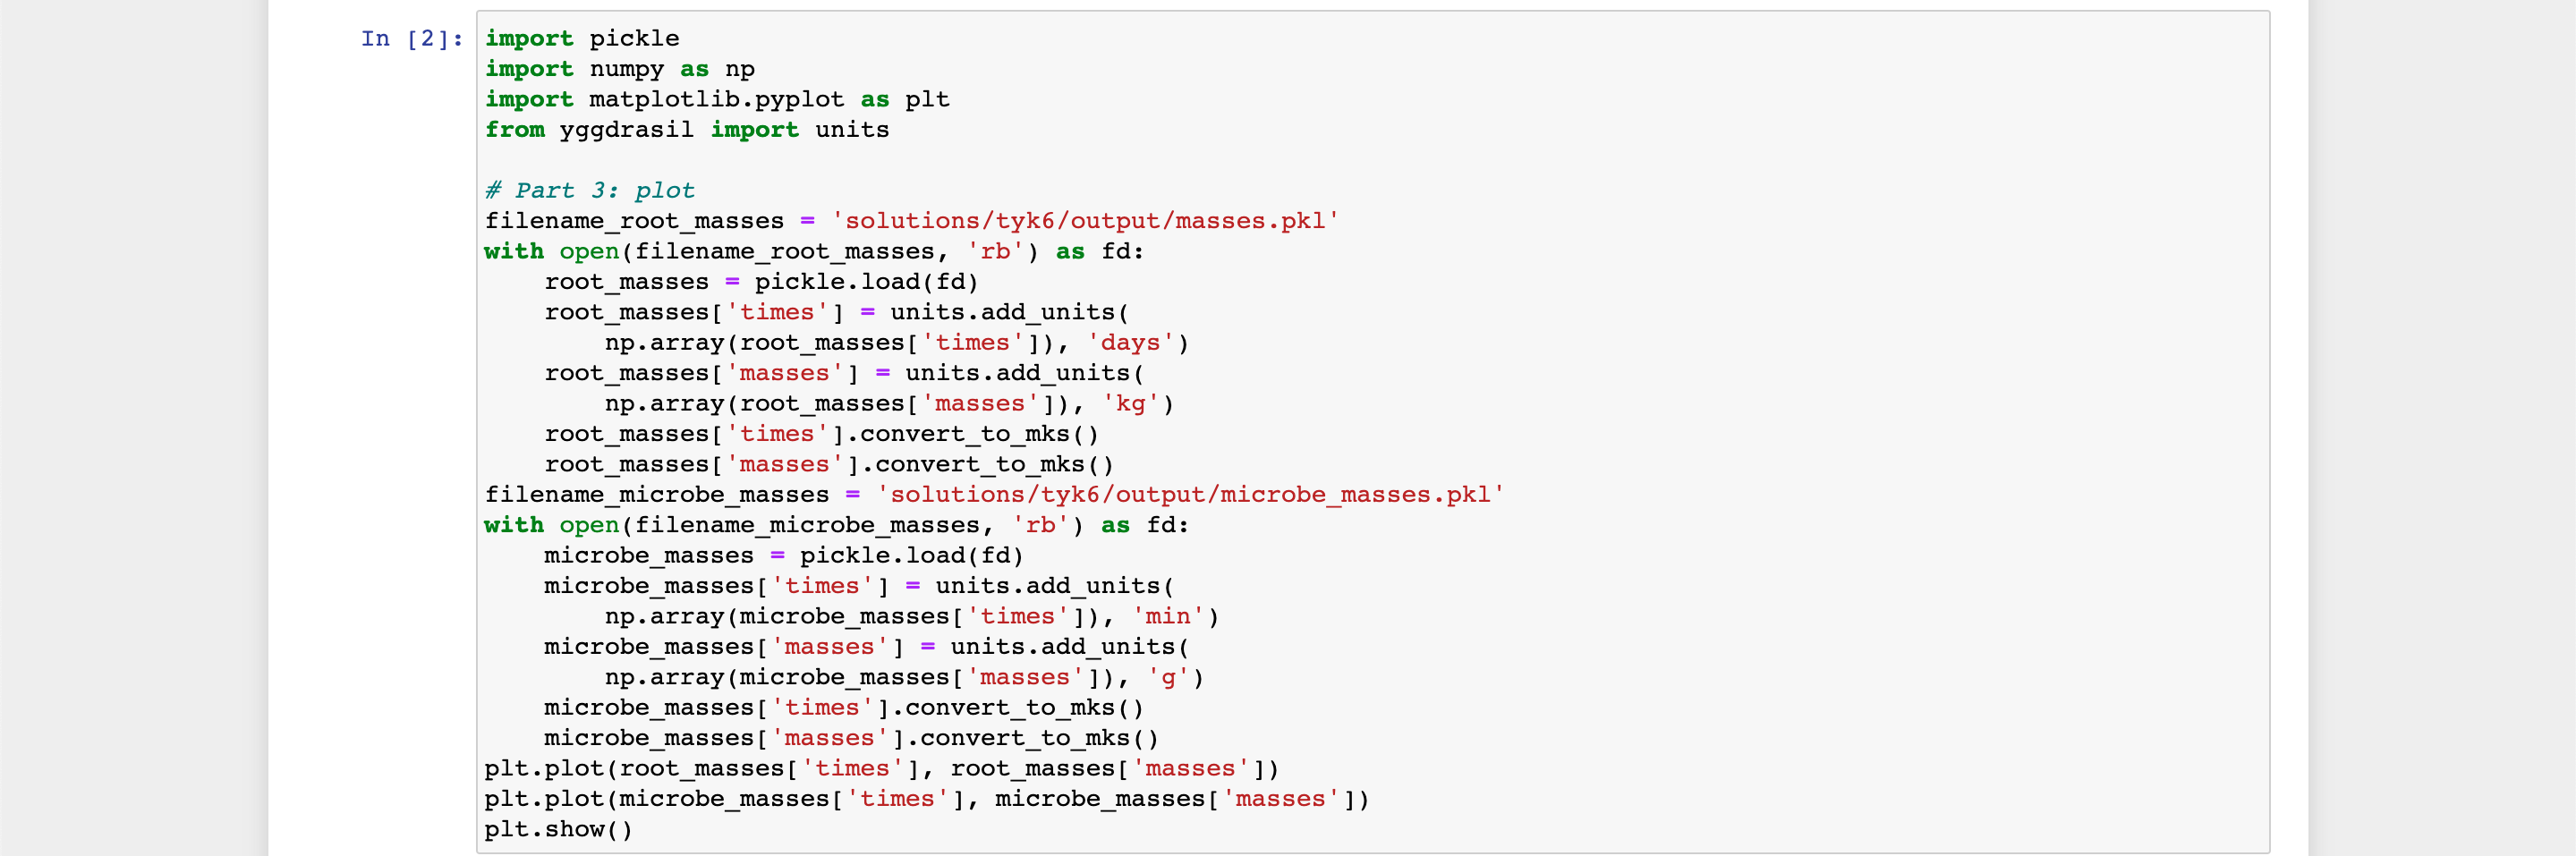 In [2]:
import pickle
import numpy as np
import matplotlib.pyplot as plt
from yggdrasil import units

# Part 3: plot
filename_root_masses = 'solutions/tyk6/output/masses.pkl'
with open(filename_root_masses, 'rb') as fd:
    root_masses = pickle.load(fd)
    root_masses['times'] = units.add_units(
        np.array(root_masses['times']), 'days')
    root_masses['masses'] = units.add_units(
        np.array(root_masses['masses']), 'kg')
    root_masses['times'].convert_to_mks()
    root_masses['masses'].convert_to_mks()
filename_microbe_masses = 'solutions/tyk6/output/microbe_masses.pkl'
with open(filename_microbe_masses, 'rb') as fd:
    microbe_masses = pickle.load(fd)
    microbe_masses['times'] = units.add_units(
        np.array(microbe_masses['times']), 'min')
    microbe_masses['masses'] = units.add_units(
        np.array(microbe_masses['masses']), 'g')
    microbe_masses['times'].convert_to_mks()
    microbe_masses['masses'].convert_to_mks()
plt.plot(root_masses['times'], root_masses['masses'])
plt.plot(microbe_masses['times'], microbe_masses['masses'])
plt.show()